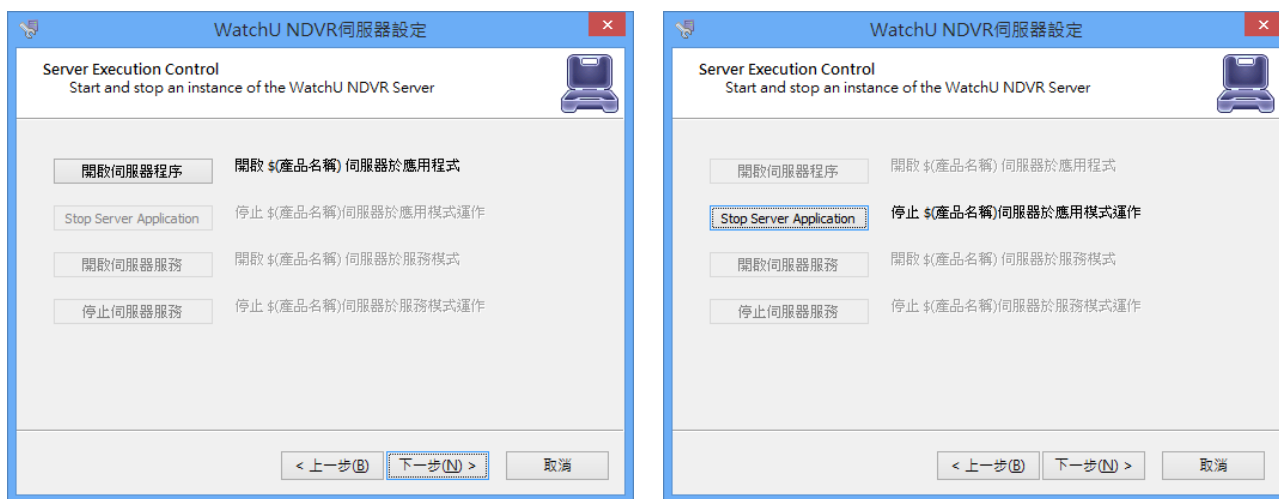 WatchU NDVR伺服器設定
Server Execution Control
Start and stop an instance of the WatchU NDVR Server
開啟伺服器程序
開啟 $(產品名稱) 伺服器於應用程式
Stop Server Application
停止 $(產品名稱)伺服器於應用模式運作
開啟伺服器服務
開啟 $(產品名稱) 伺服器於服務模式
停止伺服器服務
停止 $(產品名稱)伺服器於服務模式運作
< 上一步(B)
下一步(N) >
取消
WatchU NDVR伺服器設定
Server Execution Control
Start and stop an instance of the WatchU NDVR Server
開啟伺服器程序
開啟 $(產品名稱) 伺服器於應用程式
Stop Server Application
停止 $(產品名稱)伺服器於應用模式運作
開啟伺服器服務
開啟 $(產品名稱) 伺服器於服務模式
停止伺服器服務
停止 $(產品名稱)伺服器於服務模式運作
< 上一步(B)
下一步(N) >
取消